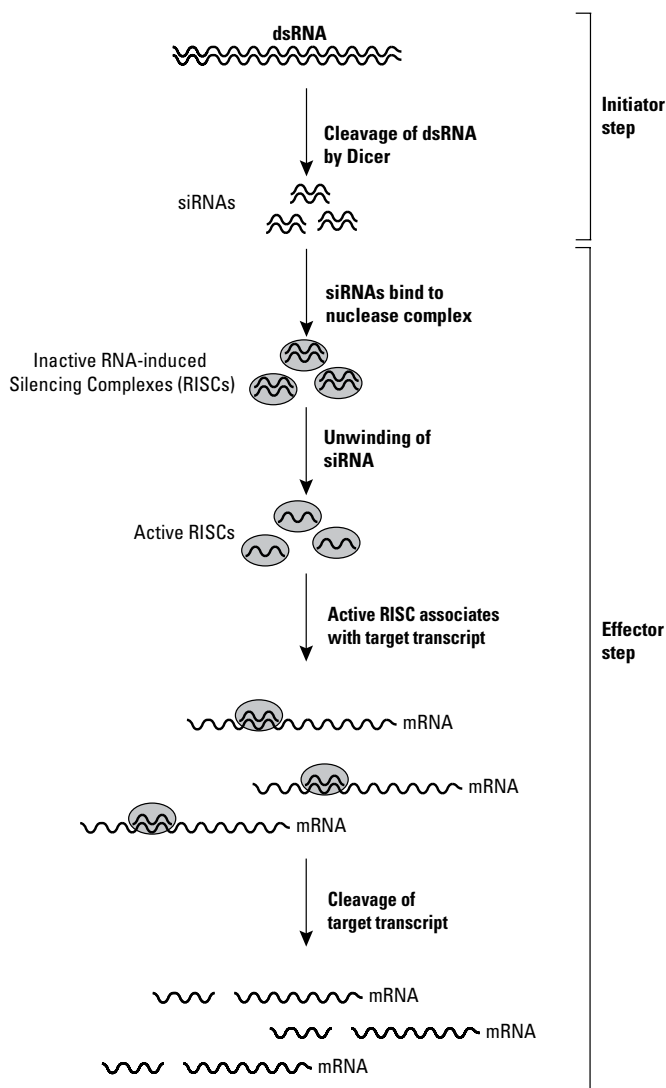 dsRNA
Initiator
step
Cleavage of dsRNA
by Dicer
siRNAs
siRNAs bind to
nuclease complex
Inactive RNA-induced
Silencing Complexes (RISCs)
Unwinding of
siRNA
Active RISCs
Active RISC associates
with target transcript
Effector
step
mRNA
mRNA
mRNA
Cleavage of
target transcript
mRNA
mRNA
mRNA